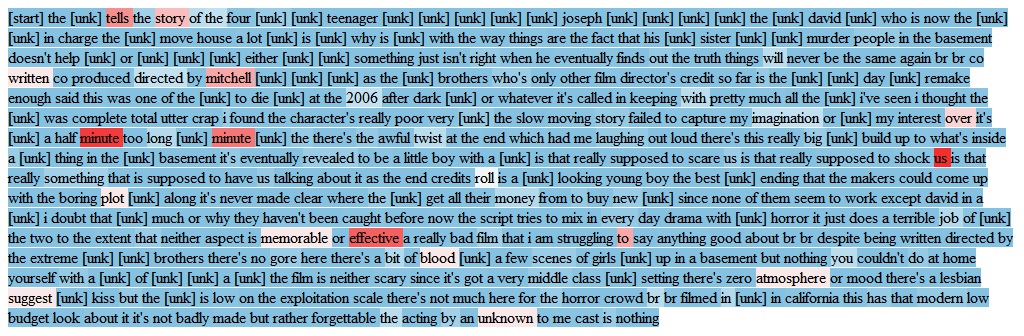 [start] the [unk] tells the story of the four [unk] [unk] teenager [unk] [unk] [unk] [unk] [unk] joseph [unk] [unk] [unk] [unk] the [unk] david [unk] who is now the [unk]
[unk] in charge the [unk] move house a lot [unk] is [unk] why is [unk] with the way things are the fact that his [unk] sister [unk] [unk] murder people in the basement
doesn't help [unk] or [unk] [unk] [unk] either [unk] [unk] something just isn't right when he eventually finds out the truth things will never be the same again br br co
written co produced directed by mitchell [unk] [unk] [unk] as the [unk] brothers who's only other film director's credit so far is the [unk] [unk] day [unk] remake
enough said this was one of the [unk] to die [unk] at the 2006 after dark [unk] or whatever it's called in keeping with pretty much all the [unk] i've seen i thought the
[unk] was complete total utter crap i found the character's really poor very [unk] the slow moving story failed to capture my imagination or [unk] my interest over it's
[unk] a half minute too long [unk] minute [unk] the there's the awful twist at the end which had me laughing out loud there's this really big [unk] build up to what's inside
a [unk] thing in the [unk] basement it's eventually revealed to be a little boy with a [unk] is that really supposed to scare us is that really supposed to shock us is that
really something that is supposed to have us talking about it as the end credits roll is a [unk] looking young boy the best [unk] ending that the makers could come up
with the boring plot [unk] along it's never made clear where the [unk] get all their money from to buy new [unk] since none of them seem to work except david in a
[unk] i doubt that [unk] much or why they haven't been caught before now the script tries to mix in every day drama with [unk] horror it just does a terrible job of [unk]
the two to the extent that neither aspect is memorable or effective a really bad film that i am struggling to say anything good about br br despite being written directed by
the extreme [unk] [unk] brothers there's no gore here there's a bit of blood [unk] a few scenes of girls [unk] up in a basement but nothing you couldn't do at home
yourself with a [unk] of [unk] [unk] a [unk] the film is neither scary since it's got a very middle class [unk] setting there's zero atmosphere or mood there's a lesbian
suggest [unk] kiss but the [unk] is low on the exploitation scale there's not much here for the horror crowd br br filmed in [unk] in california this has that modern low
budget look about it it's not badly made but rather forgettable the acting by an unknown to me cast is nothing